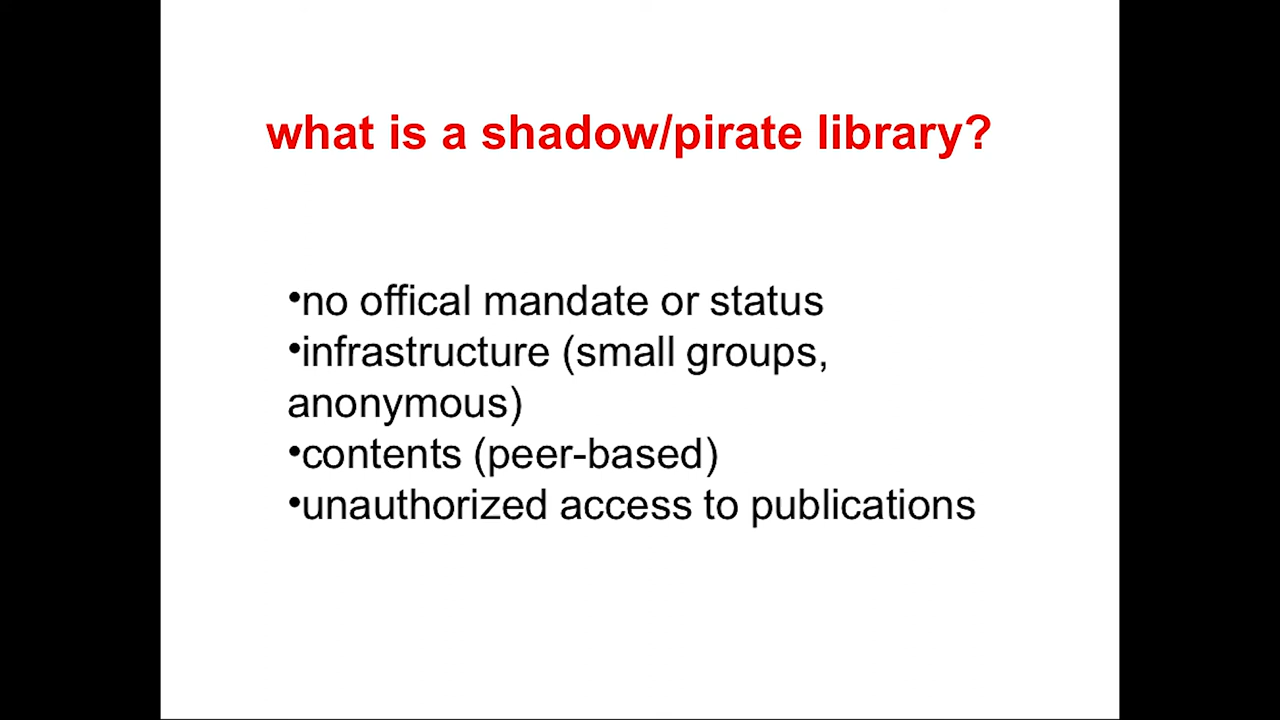 what is a shadow/pirate library?
•no offical mandate or status
•infrastructure (small groups,
anonymous)
•contents (peer-based)
•unauthorized access to publications